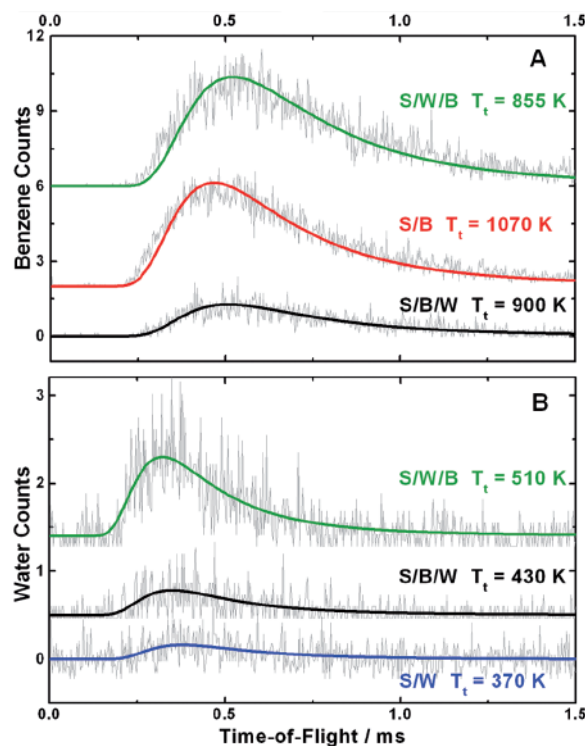 0.0 0.5 1.0 1.5
12
A
S/W/B T_t = 855 K
9
Benzene Counts
6
S/B T_t = 1070 K
3
S/B/W T_t = 900 K
0
3
B
2
S/W/B T_t = 510 K
Water Counts
1
S/B/W T_t = 430 K
0
S/W T_t = 370 K
0.0 0.5 1.0 1.5
Time-of-Flight / ms